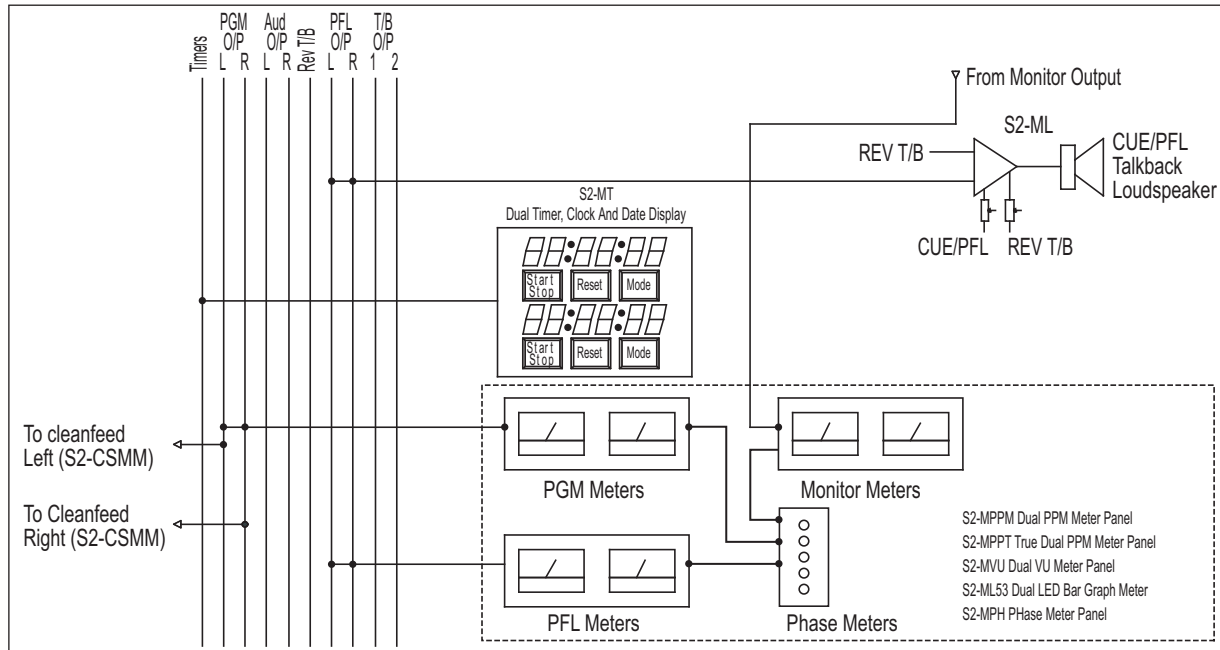 PGM Aud PFL T/B
O/P O/P O/P O/P
Timers L R L R Rev T/B L R 1 2
From Monitor Output
S2-ML
REV T/B
CUE/PFL
Talkback
Loudspeaker
CUE/PFL REV T/B
S2-MT
Dual Timer, Clock And Date Display
Start
Stop
Reset
Mode
Start
Stop
Reset
Mode
To cleanfeed
Left (S2-CSMM)
To Cleanfeed
Right (S2-CSMM)
PGM Meters
Monitor Meters
PFL Meters
Phase Meters
S2-MPPM Dual PPM Meter Panel
S2-MPPT True Dual PPM Meter Panel
S2-MVU Dual VU Meter Panel
S2-ML53 Dual LED Bar Graph Meter
S2-MPH PHase Meter Panel